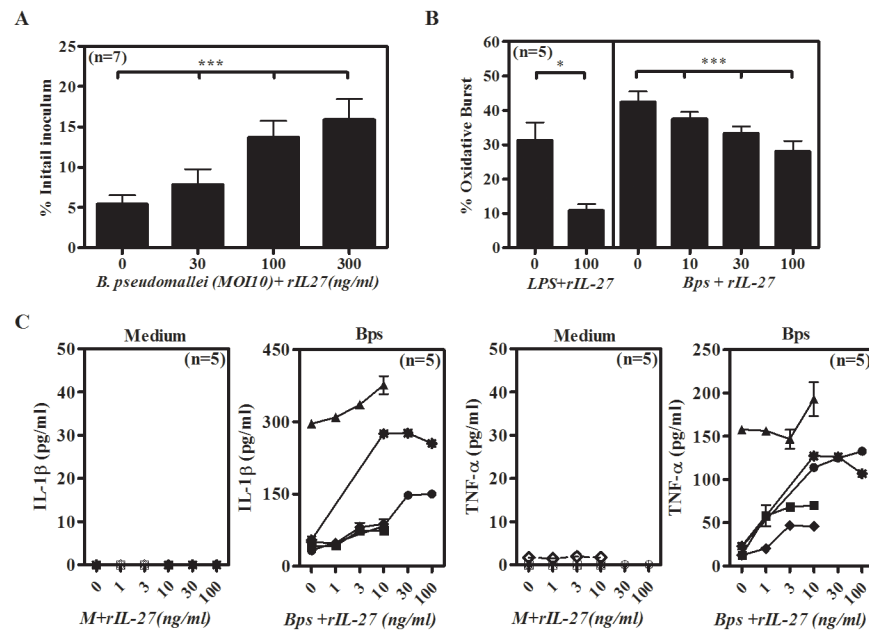 A
(n=7)
***
25
20
15
10
5
0
% Initail inoculum
0 30 100 300
B. pseudomallei (MOI10)+ rIL27(ng/ml)
B
(n=5)
*
***
60
50
40
30
20
10
0
% Oxidative Burst
0 100 0 10 30 100
LPS+rIL-27 Bps + rIL-27
C
Medium
(n=5)
50
40
30
20
10
0
IL-1β (pg/ml)
0 1 3 10 30 100
M+rIL-27(ng/ml)
Bps
(n=5)
450
300
150
0
IL-1β (pg/ml)
0 1 3 10 30 100
Bps +rIL-27 (ng/ml)
Medium
(n=5)
50
40
30
20
10
0
TNF-α (pg/ml)
0 1 3 10 30 100
M+rIL-27(ng/ml)
Bps
(n=5)
250
200
150
100
50
0
TNF-α (pg/ml)
0 1 3 10 30 100
Bps +rIL-27 (ng/ml)